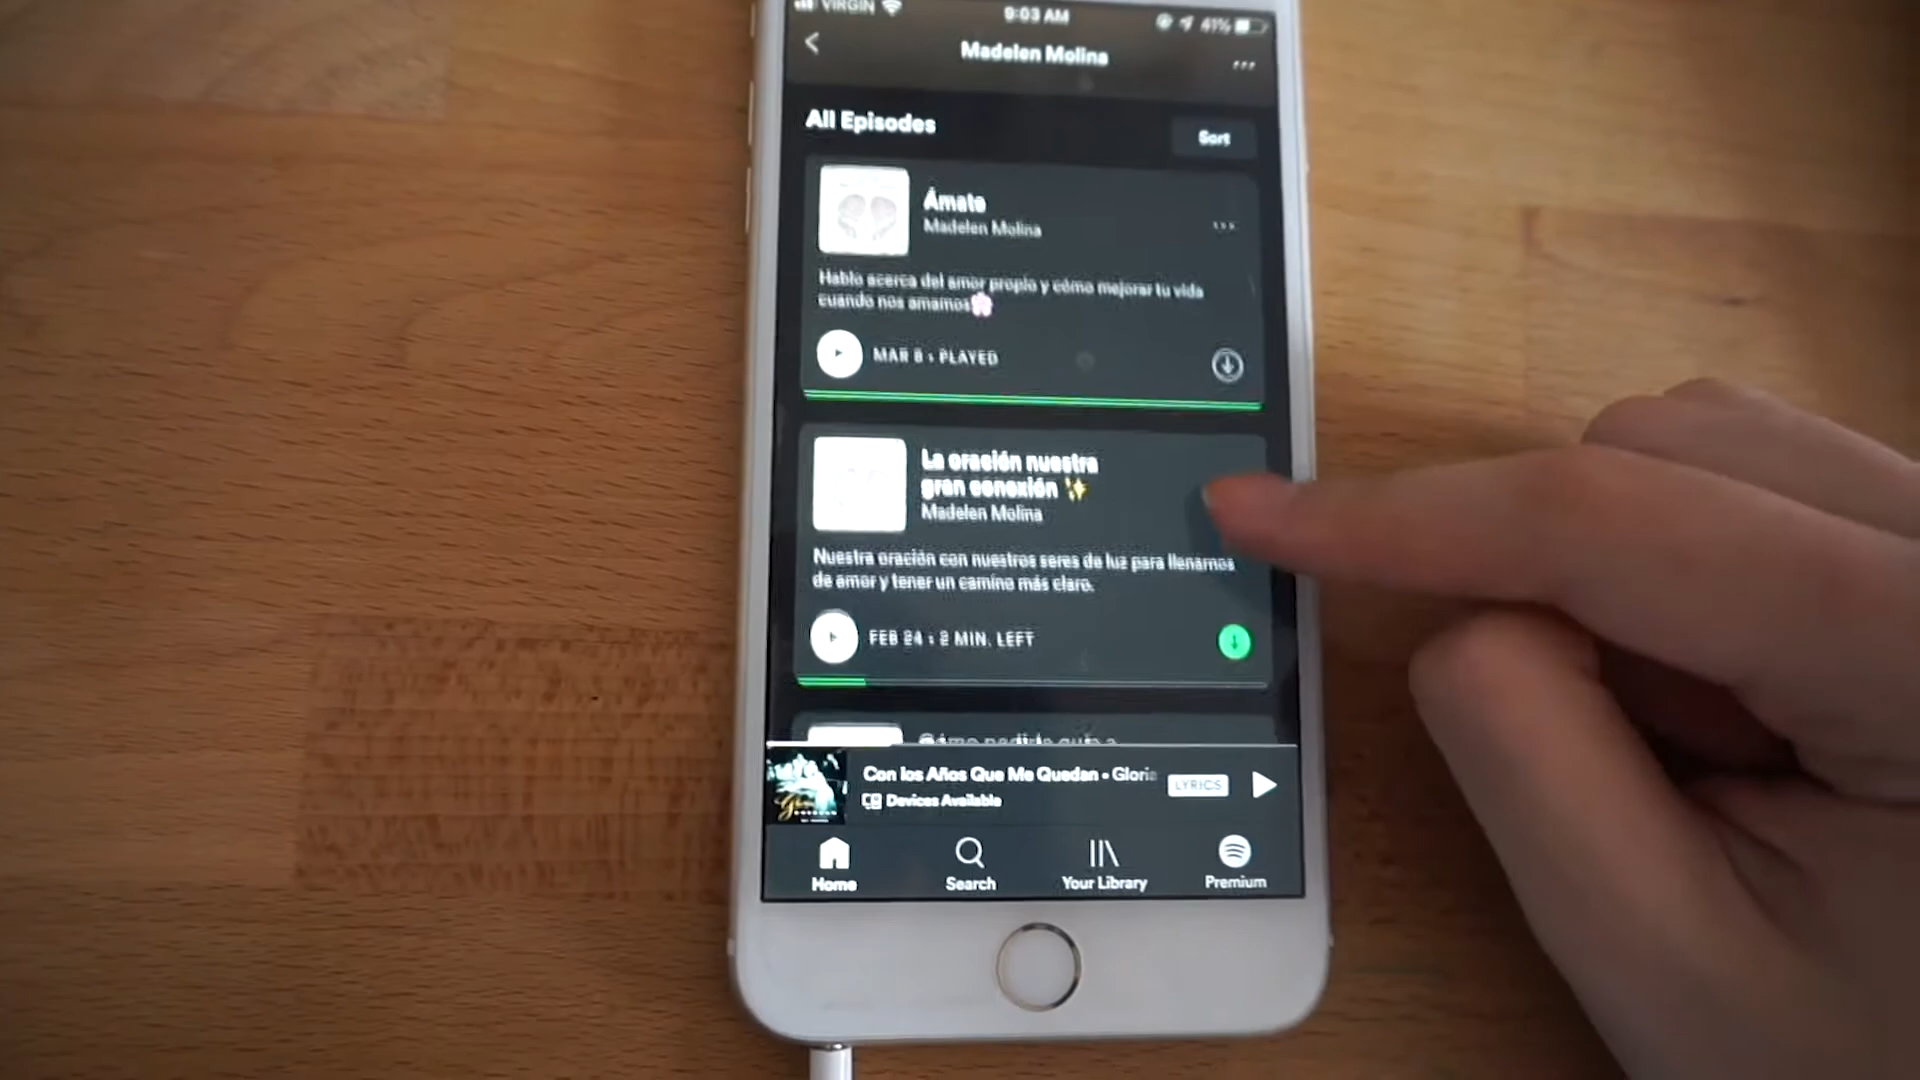 VIRGIN 9:03 AM 41%
Madelen Molina
All Episodes
Sort
Ámate
Madelen Molina
Hablo acerca del amor propio y cómo mejorar tu vida
cuando nos amamos🌸
MAR 8 • PLAYED
La oración nuestra
gran conexión ✨
Madelen Molina
Nuestra oración con nuestros seres de luz para llenarnos
de amor y tener un camino más claro.
FEB 24 • 2 MIN. LEFT
Con los Años Que Me Quedan • Gloria
LYRICS
Devices Available
Home
Search
Your Library
Premium